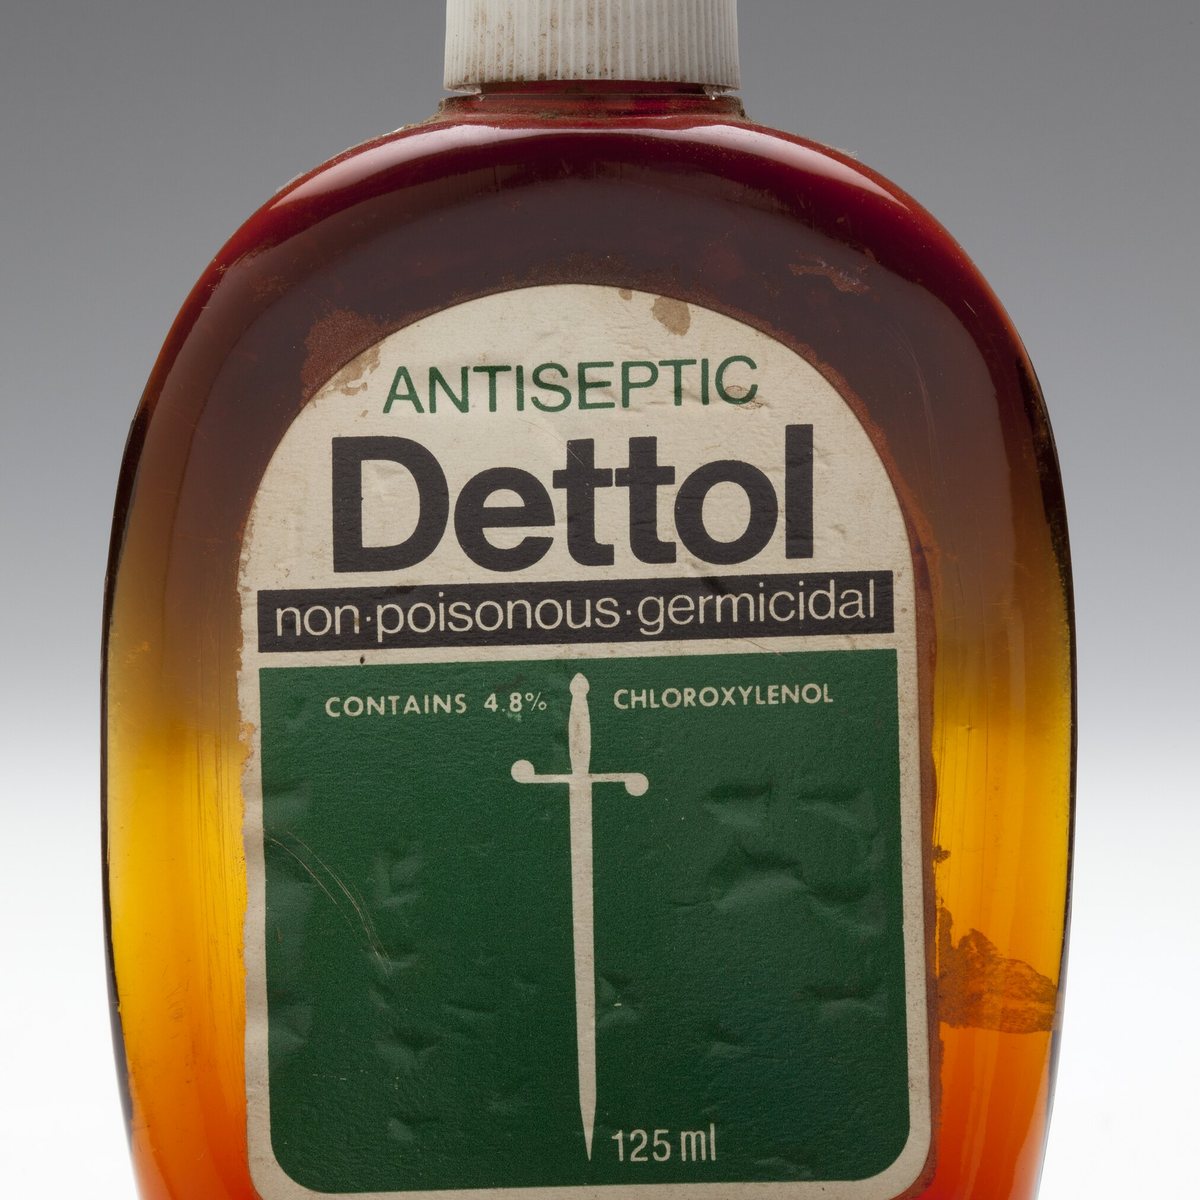 ANTISEPTIC
Dettol
non·poisonous·germicidal
CONTAINS 4.8% CHLOROXYLENOL
125 ml